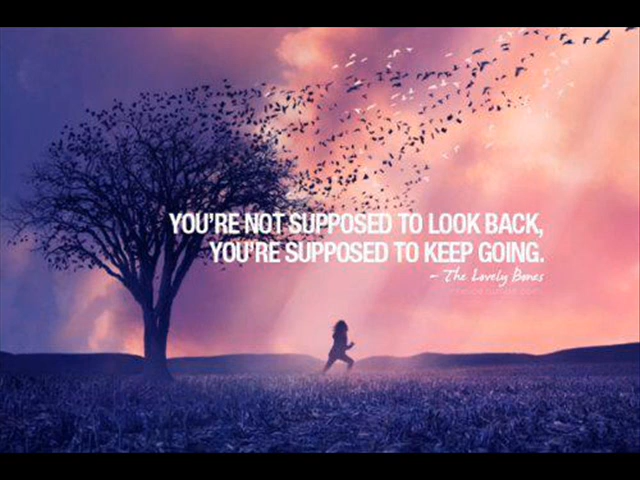 YOU'RE NOT SUPPOSED TO LOOK BACK,
YOU'RE SUPPOSED TO KEEP GOING.
- The Lovely Bones